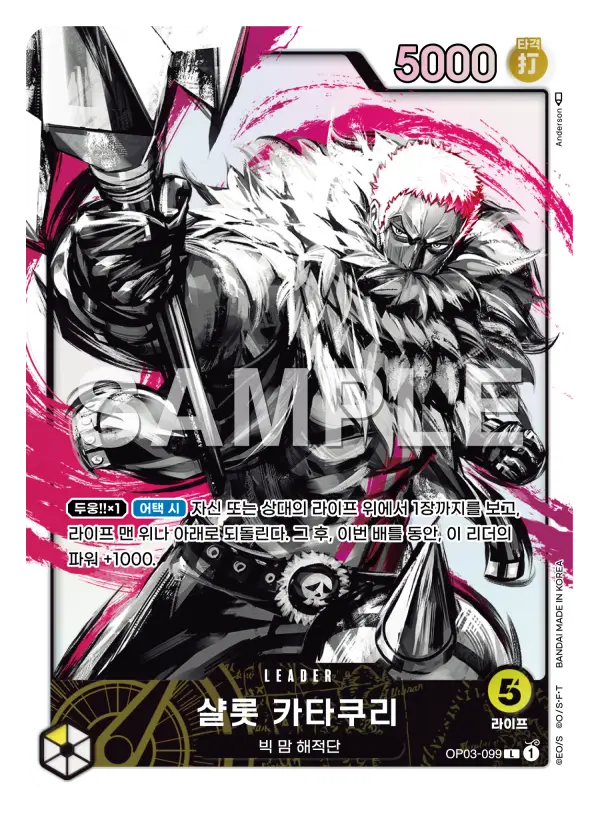 5000
타격
打
Anderson
SAMPLE
두웅!!×1 어택 시 자신 또는 상대의 라이프 위에서 1장까지를 보고,
라이프 맨 위나 아래로 되돌린다. 그 후, 이번 배틀 동안, 이 리더의
파워 +1000.
LEADER
샬롯 카타쿠리
빅 맘 해적단
5
라이프
OP03-099 L 1
©EO/S ©O/S·F·T BANDAI MADE IN KOREA